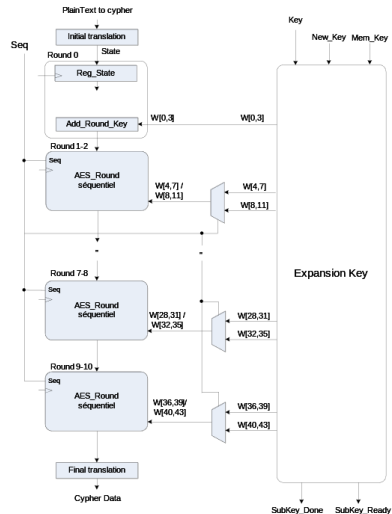 PlainText to cypher
Initial translation
State
Seq
Round 0
Reg_State
Add_Round_Key
W[0,3]
W[0,3]
Key
New_Key
Mem_Key
Round 1-2
Seq
AES_Round
séquentiel
W[4,7] /
W[8,11]
W[4,7]
W[8,11]
Expansion Key
Round 7-8
Seq
AES_Round
séquentiel
W[28,31] /
W[32,35]
W[28,31]
W[32,35]
Round 9-10
Seq
AES_Round
séquentiel
W[36,39]/
W[40,43]
W[36,39]
W[40,43]
Final translation
Cypher Data
SubKey_Done
SubKey_Ready